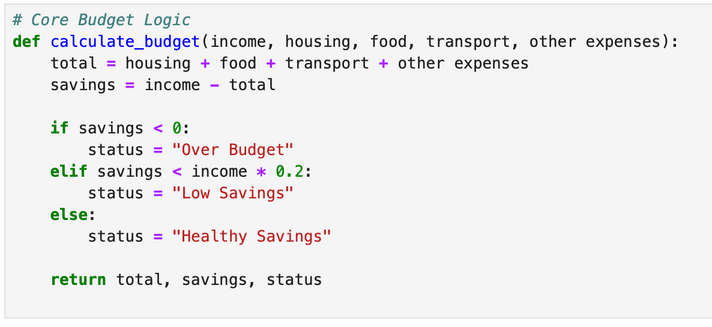 # Core Budget Logic
def calculate_budget(income, housing, food, transport, other expenses):
    total = housing + food + transport + other expenses
    savings = income - total

    if savings < 0:
        status = "Over Budget"
    elif savings < income * 0.2:
        status = "Low Savings"
    else:
        status = "Healthy Savings"

    return total, savings, status